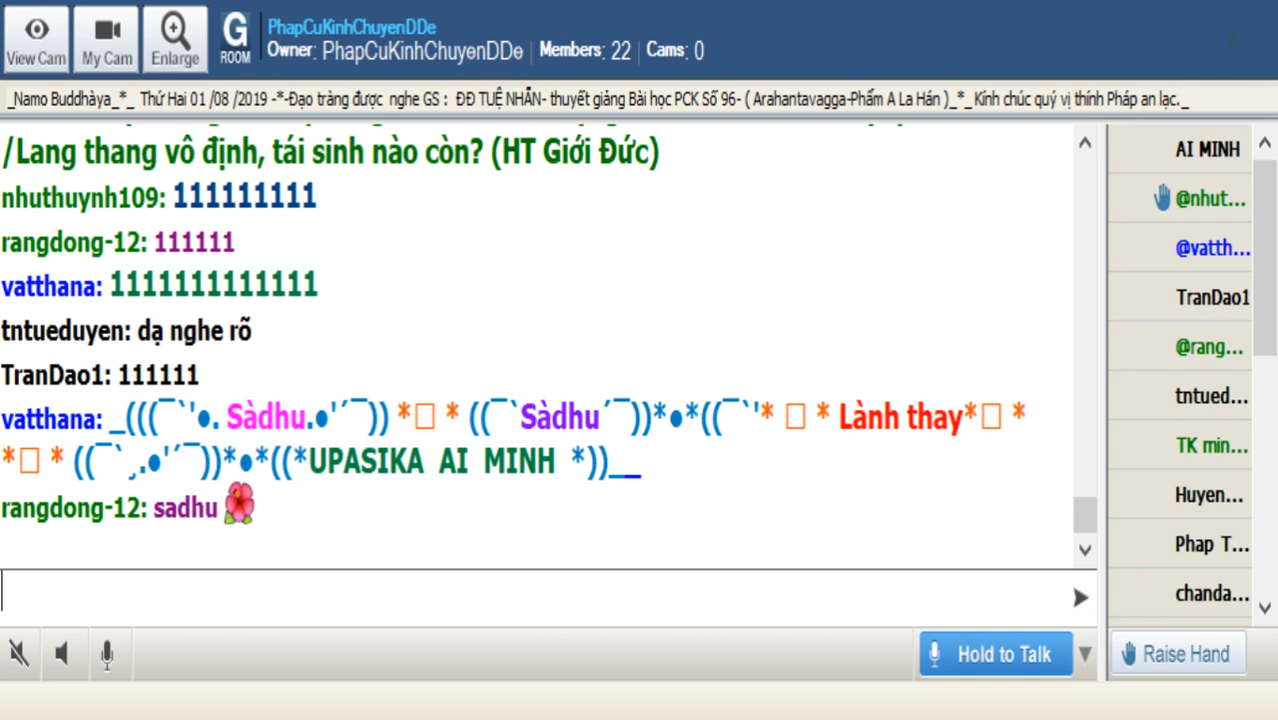 View Cam
My Cam
Enlarge
G
ROOM
PhapCuKinhChuyenDDe
Owner: PhapCuKinhChuyenDDe | Members: 22 | Cams: 0
_Namo Buddhàya_*_ Thứ Hai 01 /08 /2019 -*-Đạo tràng được nghe GS : ĐĐ TUỆ NHẪN- thuyết giảng Bài học PCK Số 96- ( Arahantavagga-Phẩm A La Hán )_*_ Kính chúc quý vị thính Pháp an lạc._
/Lang thang vô định, tái sinh nào còn? (HT Giới Đức)
nhuthuynh109: 111111111
rangdong-12: 111111
vatthana: 1111111111111
tntueduyen: dạ nghe rõ
TranDao1: 111111
vatthana: _(((¯`'•. Sàdhu.•'´¯)) *□ * ((¯`Sàdhu´¯))*•*((¯`'* □ * Lành thay*□ *
*□ * ((¯`¸.•'´¯))*•*((*UPASIKA AI MINH *))__
rangdong-12: sadhu
AI MINH
@nhut...
@vatth...
TranDao1
@rang...
tntued...
TK min...
Huyen...
Phap T...
chanda...
Hold to Talk
Raise Hand